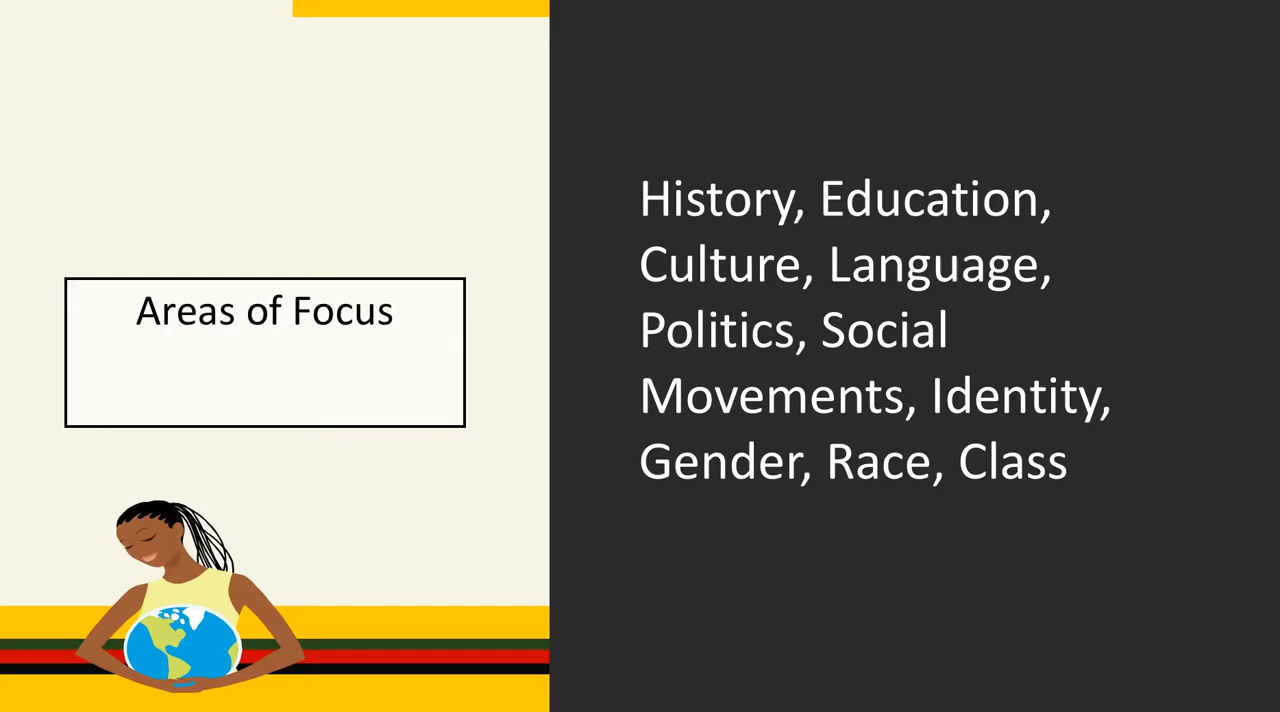 Areas of Focus
History, Education,
Culture, Language,
Politics, Social
Movements, Identity,
Gender, Race, Class